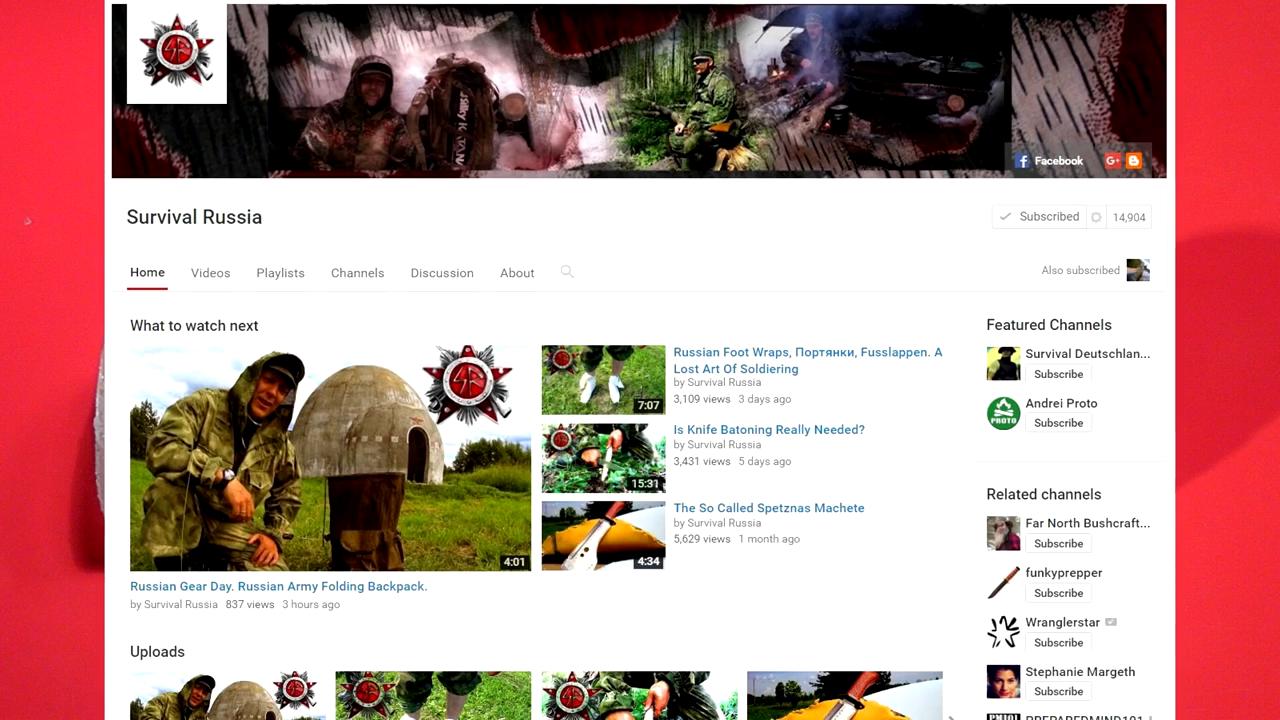 Facebook
Survival Russia
Subscribed
14,904
Home
Videos
Playlists
Channels
Discussion
About
Also subscribed
What to watch next
4:01
Russian Gear Day. Russian Army Folding Backpack.
by Survival Russia 837 views 3 hours ago
7:07
Russian Foot Wraps, Портянки, Fusslappen. A
Lost Art Of Soldiering
by Survival Russia
3,109 views 3 days ago
15:31
Is Knife Batoning Really Needed?
by Survival Russia
3,431 views 5 days ago
4:34
The So Called Spetznas Machete
by Survival Russia
5,629 views 1 month ago
Uploads
Featured Channels
Survival Deutschlan...
Subscribe
PROTO
Andrei Proto
Subscribe
Related channels
Far North Bushcraft...
Subscribe
funkyprepper
Subscribe
Wranglerstar
Subscribe
Stephanie Margeth
Subscribe